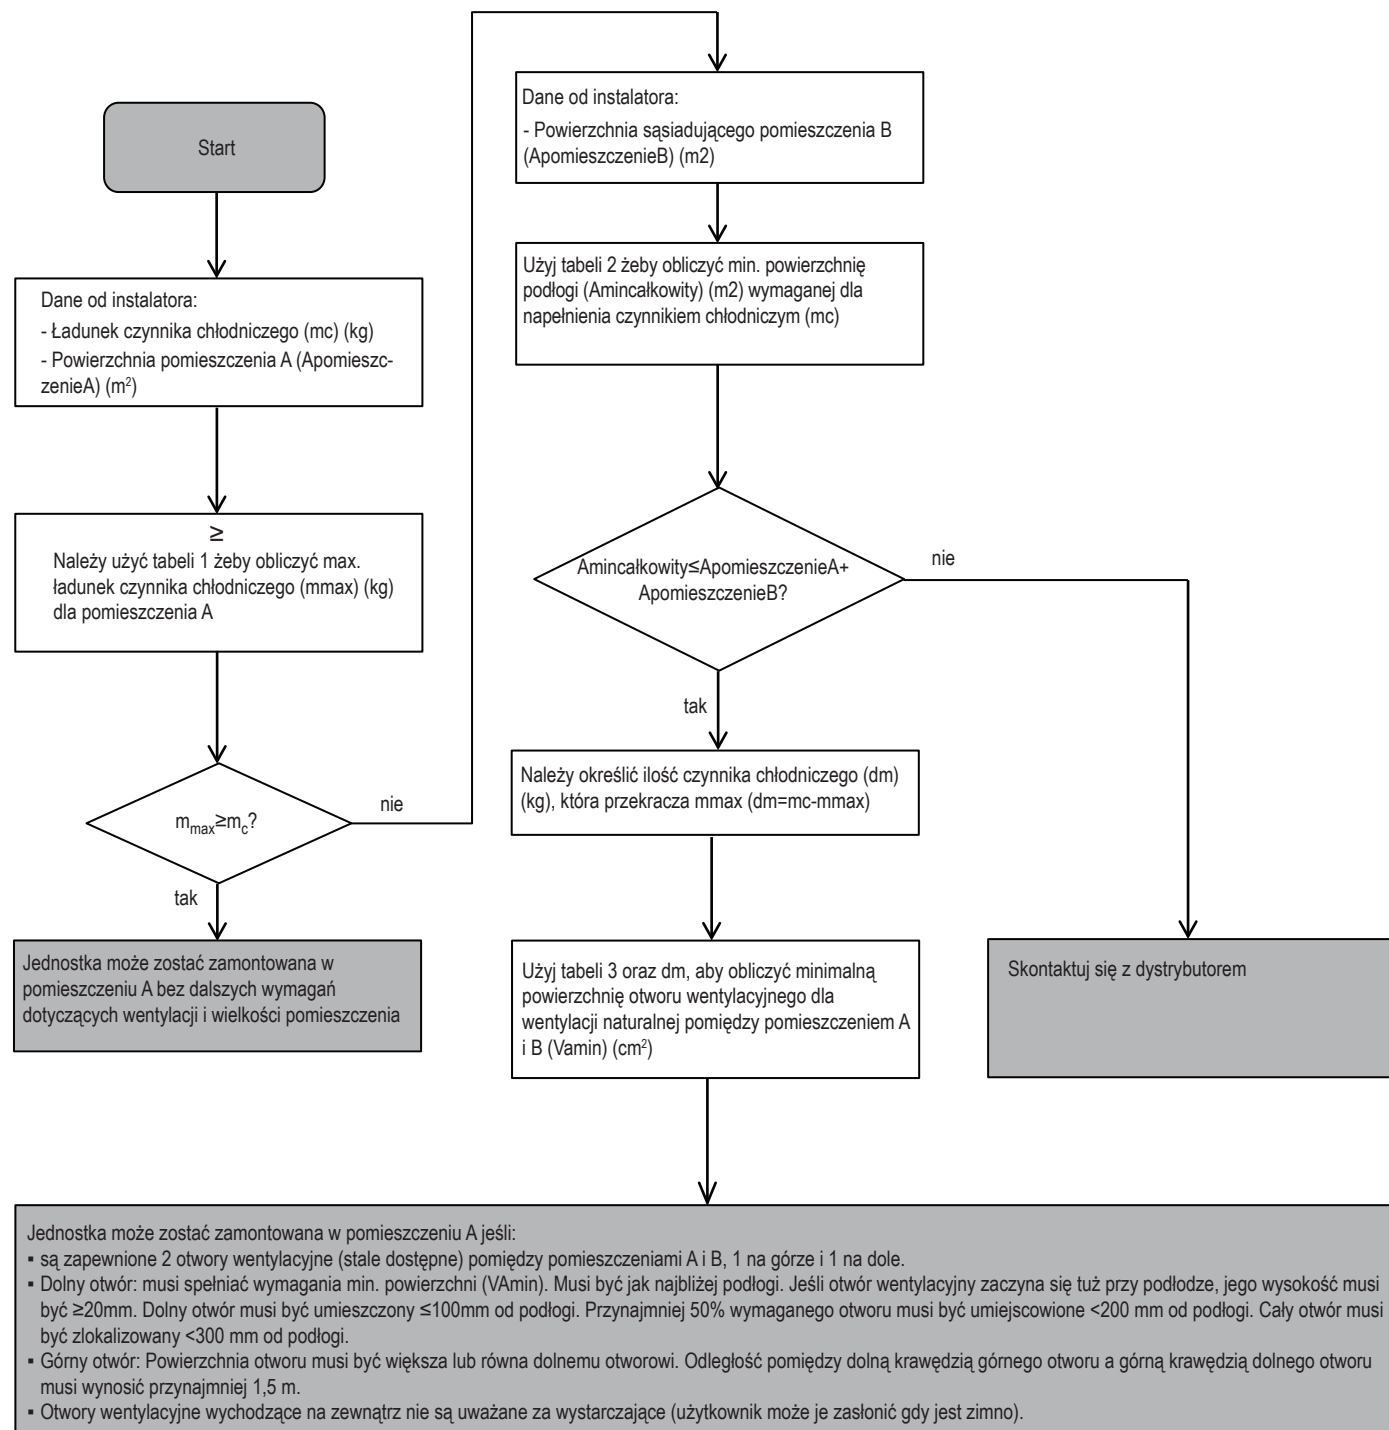 Start
Dane od instalatora:
- Ładunek czynnika chłodniczego (mc) (kg)
- Powierzchnia pomieszczenia A (Apomieszc-
zenieA) (m²)
≥
Należy użyć tabeli 1 żeby obliczyć max.
ładunek czynnika chłodniczego (mmax) (kg)
dla pomieszczenia A
mmax≥mc?
nie
tak
Jednostka może zostać zamontowana w
pomieszczeniu A bez dalszych wymagań
dotyczących wentylacji i wielkości pomieszczenia
Dane od instalatora:
- Powierzchnia sąsiadującego pomieszczenia B
(ApomieszczenieB) (m2)
Użyj tabeli 2 żeby obliczyć min. powierzchnię
podłogi (Amincałkowity) (m2) wymaganej dla
napełnienia czynnikiem chłodniczym (mc)
Amincałkowity≤ApomieszczenieA+
ApomieszczenieB?
nie
tak
Należy określić ilość czynnika chłodniczego (dm)
(kg), która przekracza mmax (dm=mc-mmax)
Użyj tabeli 3 oraz dm, aby obliczyć minimalną
powierzchnię otworu wentylacyjnego dla
wentylacji naturalnej pomiędzy pomieszczeniem A
i B (Vamin) (cm²)
Skontaktuj się z dystrybutorem
Jednostka może zostać zamontowana w pomieszczeniu A jeśli:
▪ są zapewnione 2 otwory wentylacyjne (stale dostępne) pomiędzy pomieszczeniami A i B, 1 na górze i 1 na dole.
▪ Dolny otwór: musi spełniać wymagania min. powierzchni (VAmin). Musi być jak najbliżej podłogi. Jeśli otwór wentylacyjny zaczyna się tuż przy podłodze, jego wysokość musi
być ≥20mm. Dolny otwór musi być umieszczony ≤100mm od podłogi. Przynajmniej 50% wymaganego otworu musi być umiejscowione <200 mm od podłogi. Cały otwór musi
być zlokalizowany <300 mm od podłogi.
▪ Górny otwór: Powierzchnia otworu musi być większa lub równa dolnemu otworowi. Odległość pomiędzy dolną krawędzią górnego otworu a górną krawędzią dolnego otworu
musi wynosić przynajmniej 1,5 m.
▪ Otwory wentylacyjne wychodzące na zewnątrz nie są uważane za wystarczające (użytkownik może je zasłonić gdy jest zimno).